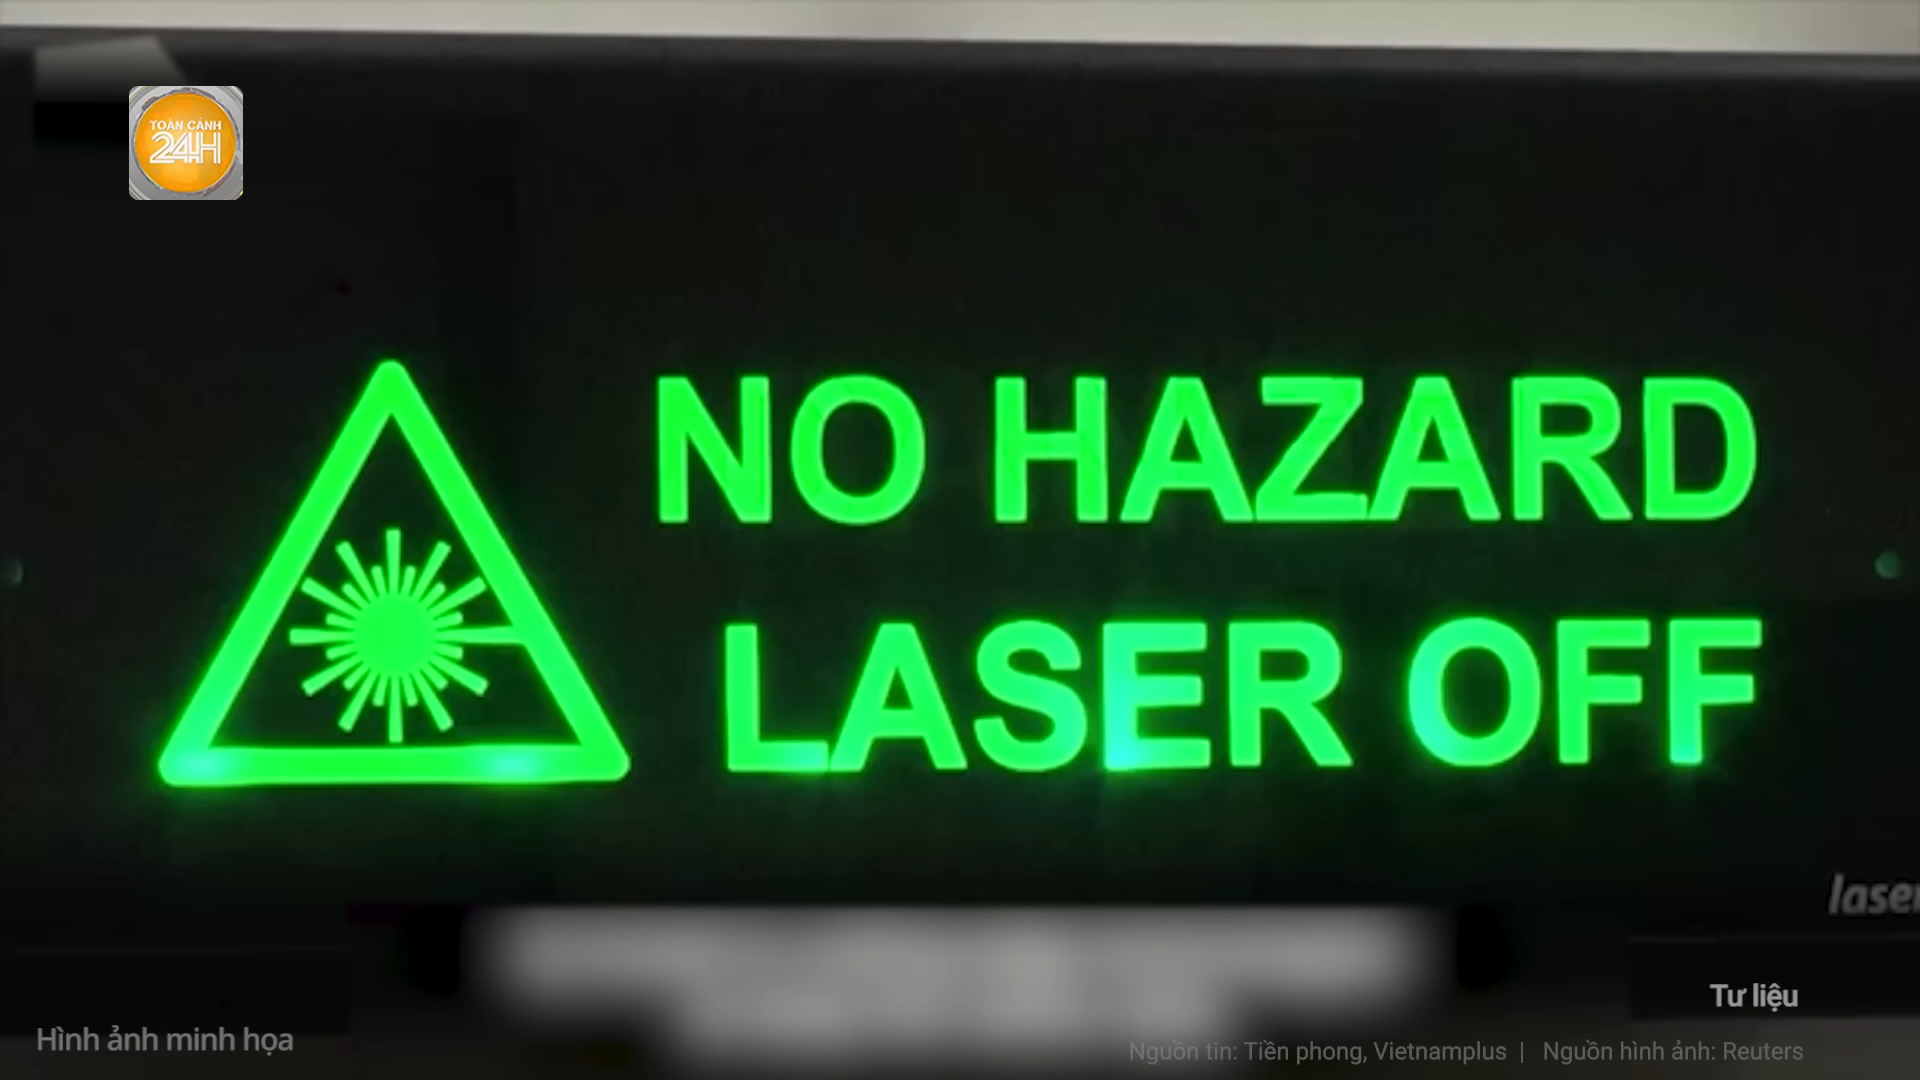 TOÀN CẢNH
24H
NO HAZARD
LASER OFF
laser
Tư liệu
Hình ảnh minh họa
Nguồn tin: Tiền phong, Vietnamplus | Nguồn hình ảnh: Reuters